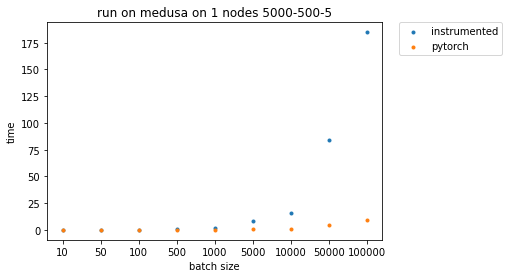 run on medusa on 1 nodes 5000-500-5
instrumented
pytorch
175
150
125
100
75
50
25
0
time
10 50 100 500 1000 5000 10000 50000 100000
batch size